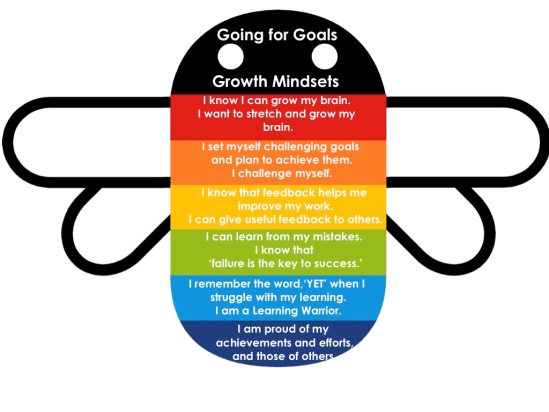 Going for Goals
Growth Mindsets
I know I can grow my brain.
I want to stretch and grow my
brain.
I set myself challenging goals
and plan to achieve them.
I challenge myself.
I know that feedback helps me
improve my work.
I can give useful feedback to others.
I can learn from my mistakes.
I know that
‘failure is the key to success.’
I remember the word,‘YET’ when I
struggle with my learning.
I am a Learning Warrior.
I am proud of my
achievements and efforts,
and those of others